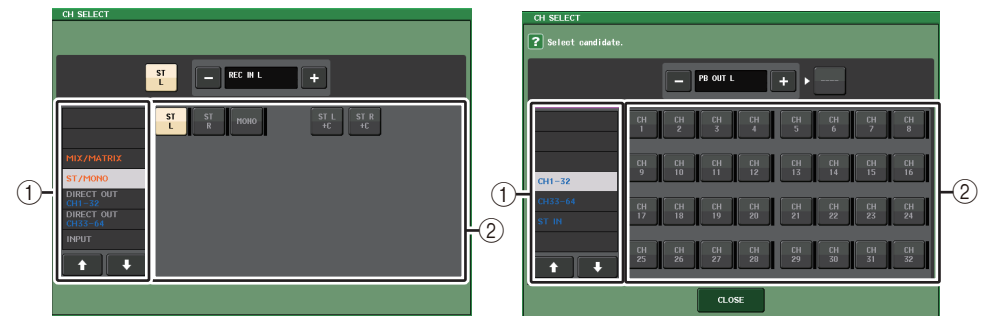 CH SELECT
ST L
−
REC IN L
+
MIX/MATRIX
ST/MONO
DIRECT OUT
CH1-32
DIRECT OUT
CH33-64
INPUT
ST L
ST R
MONO
ST L +C
ST R +C
①
②
CH SELECT
? Select candidate.
−
PB OUT L
+
----
CH1-32
CH33-64
ST IN
CH 1 CH 2 CH 3 CH 4 CH 5 CH 6 CH 7 CH 8
CH 9 CH 10 CH 11 CH 12 CH 13 CH 14 CH 15 CH 16
CH 17 CH 18 CH 19 CH 20 CH 21 CH 22 CH 23 CH 24
CH 25 CH 26 CH 27 CH 28 CH 29 CH 30 CH 31 CH 32
CLOSE
①
②